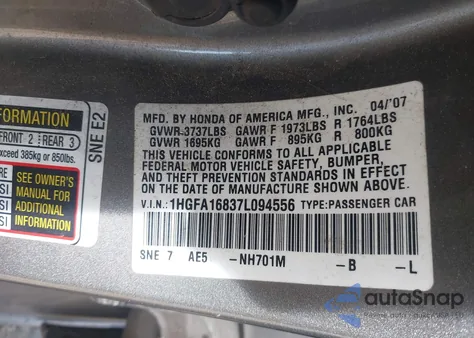 FORMATION
FRONT 2 REAR 3
exceed 385kg or 850lbs.
SEE OWNER'S
MANUAL FOR
ADDITIONAL
INFORMATION
SNE E2
MFD. BY HONDA OF AMERICA MFG., INC. 04/'07
GVWR 3737LBS GAWR F 1973LBS R 1764LBS
GVWR 1695KG GAWR F 895KG R 800KG
THIS VEHICLE CONFORMS TO ALL APPLICABLE
FEDERAL MOTOR VEHICLE SAFETY, BUMPER,
AND THEFT PREVENTION STANDARDS IN EFFECT
ON THE DATE OF MANUFACTURE SHOWN ABOVE.
V.I.N.: 1HGFA16837L094556 TYPE: PASSENGER CAR
SNE 7 AE5 -NH701M -B -L
autoSnap